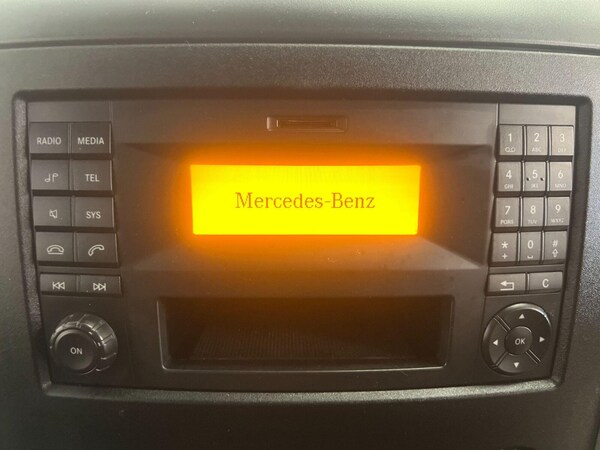 RADIO MEDIA
TEL
SYS
ON
Mercedes-Benz
1 2 ABC 3 DEF
4 GHI 5 JKL 6 MNO
7 PQRS 8 TUV 9 WXYZ
* + 0 #
C
OK